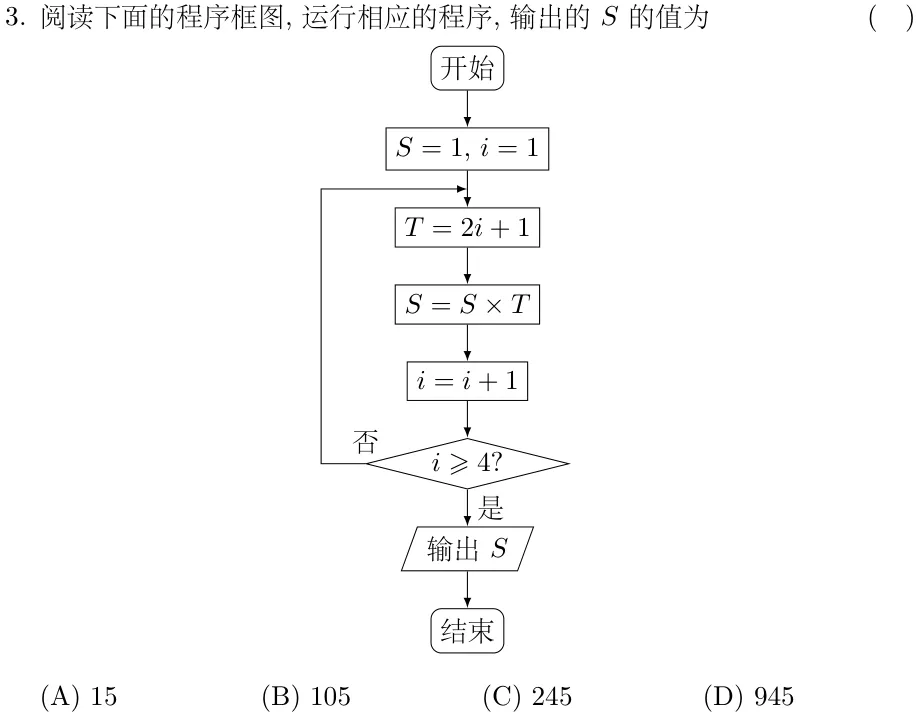 3. 阅读下面的程序框图, 运行相应的程序, 输出的 S 的值为 ( )
开始
S = 1, i = 1
T = 2i + 1
S = S × T
i = i + 1
否
i ⩾ 4?
是
输出 S
结束
(A) 15 (B) 105 (C) 245 (D) 945